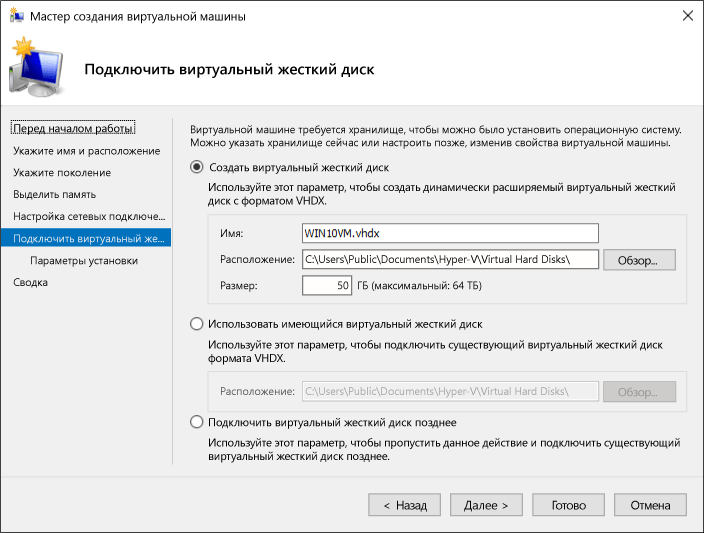 Мастер создания виртуальной машины
Подключить виртуальный жесткий диск
Перед началом работы
Укажите имя и расположение
Укажите поколение
Выделить память
Настройка сетевых подключе...
Подключить виртуальный же...
Параметры установки
Сводка
Виртуальной машине требуется хранилище, чтобы можно было установить операционную систему.
Можно указать хранилище сейчас или настроить позже, изменив свойства виртуальной машины.
Создать виртуальный жесткий диск
Используйте этот параметр, чтобы создать динамически расширяемый виртуальный жесткий
диск с форматом VHDX.
Имя: WIN10VM.vhdx
Расположение: C:\Users\Public\Documents\Hyper-V\Virtual Hard Disks\ Обзор...
Размер: 50 ГБ (максимальный: 64 ТБ)
Использовать имеющийся виртуальный жесткий диск
Используйте этот параметр, чтобы подключить существующий виртуальный жесткий диск
формата VHDX.
Расположение: C:\Users\Public\Documents\Hyper-V\Virtual Hard Disks\ Обзор...
Подключить виртуальный жесткий диск позднее
Используйте этот параметр, чтобы пропустить данное действие и подключить существующий
виртуальный жесткий диск позднее.
< Назад Далее > Готово Отмена